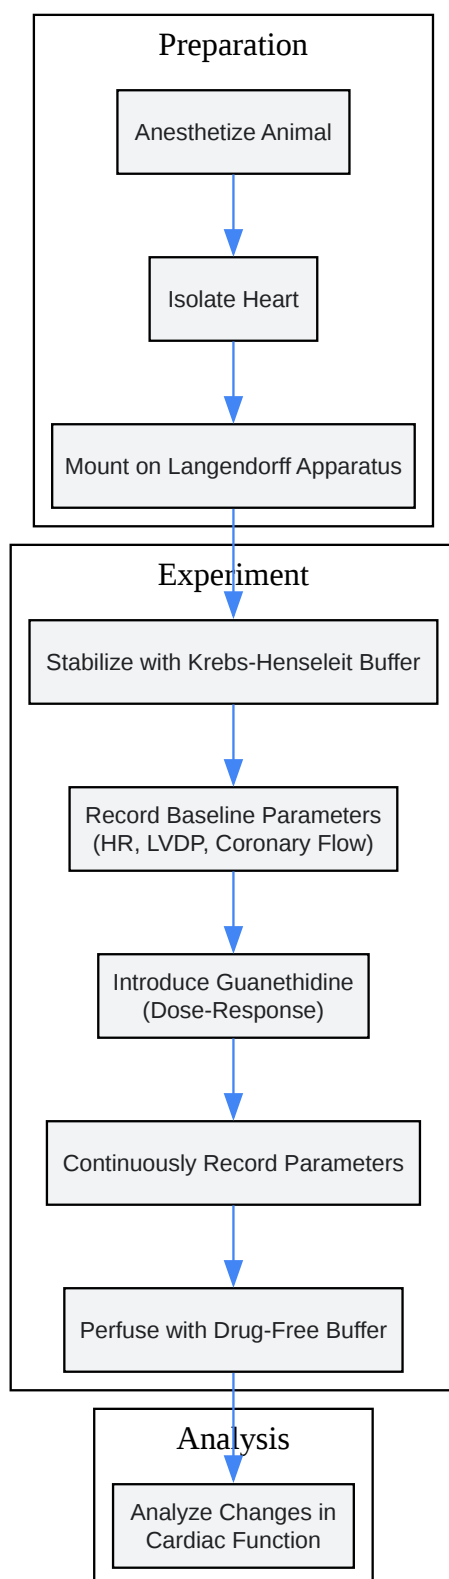 Preparation
Anesthetize Animal
Isolate Heart
Mount on Langendorff Apparatus
Experiment
Stabilize with Krebs-Henseleit Buffer
Record Baseline Parameters
(HR, LVDP, Coronary Flow)
Introduce Guanethidine
(Dose-Response)
Continuously Record Parameters
Perfuse with Drug-Free Buffer
Analysis
Analyze Changes in
Cardiac Function